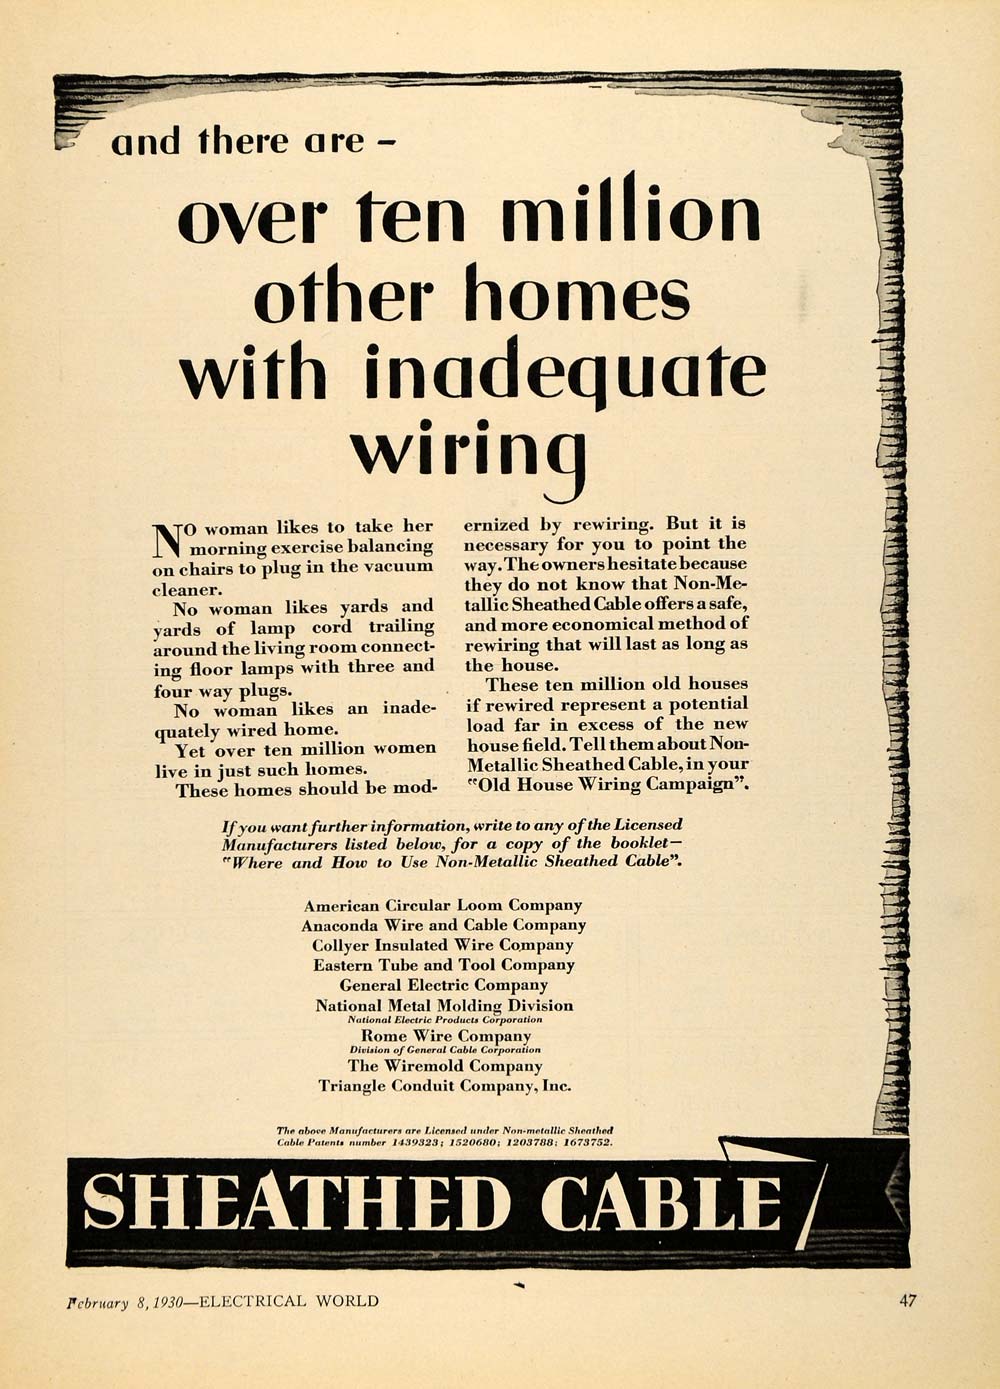 and there are –
over ten million
other homes
with inadequate
wiring
NO woman likes to take her
morning exercise balancing
on chairs to plug in the vacuum
cleaner.
No woman likes yards and
yards of lamp cord trailing
around the living room connect-
ing floor lamps with three and
four way plugs.
No woman likes an inade-
quately wired home.
Yet over ten million women
live in just such homes.
These homes should be mod-
ernized by rewiring. But it is
necessary for you to point the
way. The owners hesitate because
they do not know that Non-Me-
tallic Sheathed Cable offers a safe,
and more economical method of
rewiring that will last as long as
the house.
These ten million old houses
if rewired represent a potential
load far in excess of the new
house field. Tell them about Non-
Metallic Sheathed Cable, in your
"Old House Wiring Campaign".
If you want further information, write to any of the Licensed
Manufacturers listed below, for a copy of the booklet—
"Where and How to Use Non-Metallic Sheathed Cable".
American Circular Loom Company
Anaconda Wire and Cable Company
Collyer Insulated Wire Company
Eastern Tube and Tool Company
General Electric Company
National Metal Molding Division
National Electric Products Corporation
Rome Wire Company
Division of General Cable Corporation
The Wiremold Company
Triangle Conduit Company, Inc.
The above Manufacturers are Licensed under Non-metallic Sheathed
Cable Patents number 1439323; 1520680; 1203788; 1673752.
SHEATHED CABLE
February 8, 1930—ELECTRICAL WORLD
47